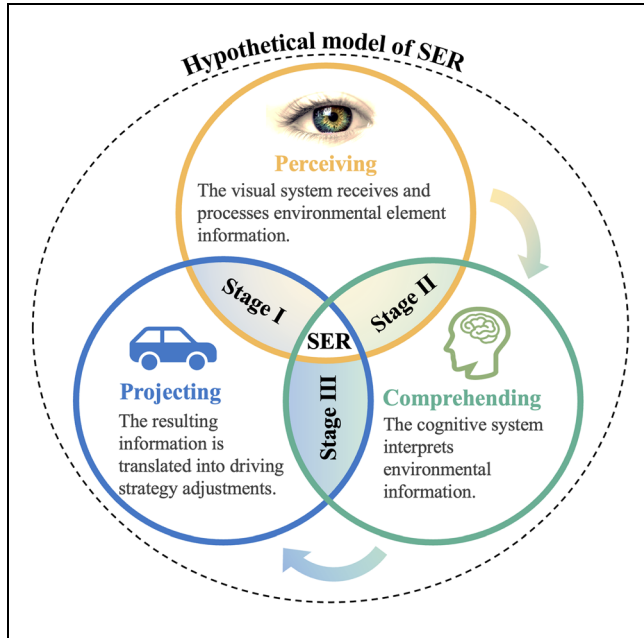 Hypothetical model of SER
Perceiving
The visual system receives and
processes environmental element
information.
Stage I
Stage II
SER
Stage III
Projecting
The resulting
information is
translated into driving
strategy adjustments.
Comprehending
The cognitive system
interprets
environmental
information.